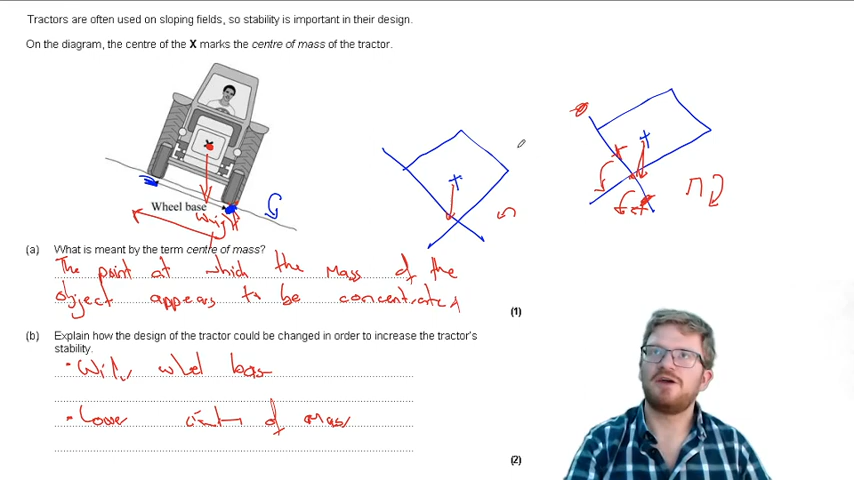 Tractors are often used on sloping fields, so stability is important in their design.
On the diagram, the centre of the X marks the centre of mass of the tractor.
Wheel base
weight
(a) What is meant by the term centre of mass?
The point at which the mass of the
object appears to be concentrated
(1)
(b) Explain how the design of the tractor could be changed in order to increase the tractor's
stability.
• Wider wheel base
• Lower centre of mass
(2)